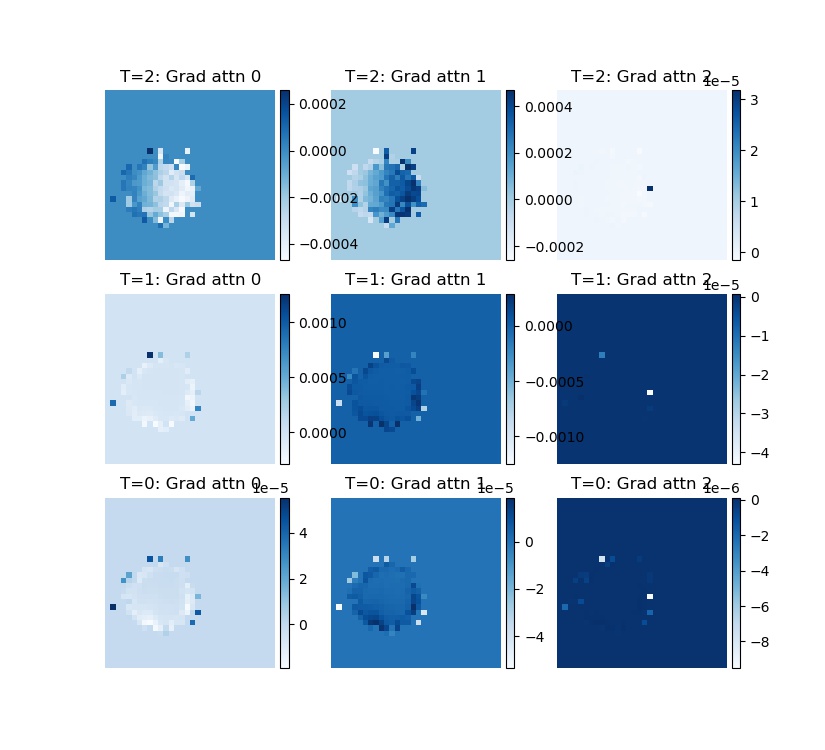 T=2: Grad attn 0
T=2: Grad attn 1
T=2: Grad attn 2
1e−5
0.0002
0.0000
−0.0002
−0.0004
0.0004
0.0002
0.0000
−0.0002
3
2
1
0
T=1: Grad attn 0
T=1: Grad attn 1
T=1: Grad attn 2
1e−5
0.0010
0.0005
0.0000
0.0000
−0.0005
−0.0010
0
−1
−2
−3
−4
T=0: Grad attn 0
1e−5
T=0: Grad attn 1
1e−5
T=0: Grad attn 2
1e−6
4
2
0
0
−2
−4
0
−2
−4
−6
−8